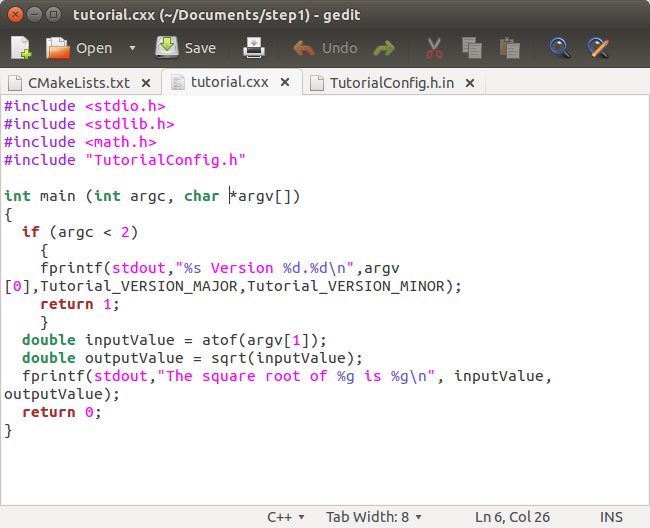 tutorial.cxx (~/Documents/step1) - gedit
Open Save Undo
CMakeLists.txt tutorial.cxx TutorialConfig.h.in
#include <stdio.h>
#include <stdlib.h>
#include <math.h>
#include "TutorialConfig.h"

int main (int argc, char *argv[])
{
  if (argc < 2)
    {
    fprintf(stdout,"%s Version %d.%d\n",argv
[0],Tutorial_VERSION_MAJOR,Tutorial_VERSION_MINOR);
    return 1;
    }
  double inputValue = atof(argv[1]);
  double outputValue = sqrt(inputValue);
  fprintf(stdout,"The square root of %g is %g\n", inputValue,
outputValue);
  return 0;
}
C++ Tab Width: 8 Ln 6, Col 26 INS